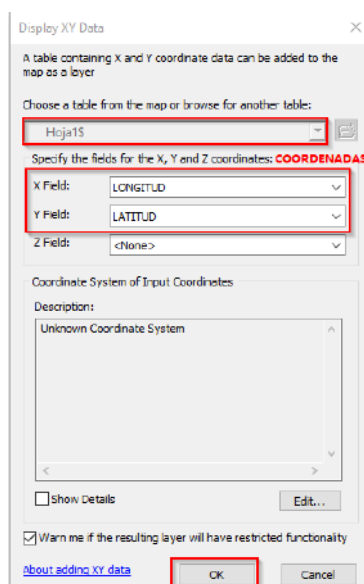 Display XY Data
A table containing X and Y coordinate data can be added to the
map as a layer
Choose a table from the map or browse for another table:
Hoja1$
Specify the fields for the X, Y and Z coordinates: COORDENADAS
X Field:
LONGITUD
Y Field:
LATITUD
Z Field:
<None>
Coordinate System of Input Coordinates
Description:
Unknown Coordinate System
Show Details
Edit...
Warn me if the resulting layer will have restricted functionality
About adding XY data
OK
Cancel